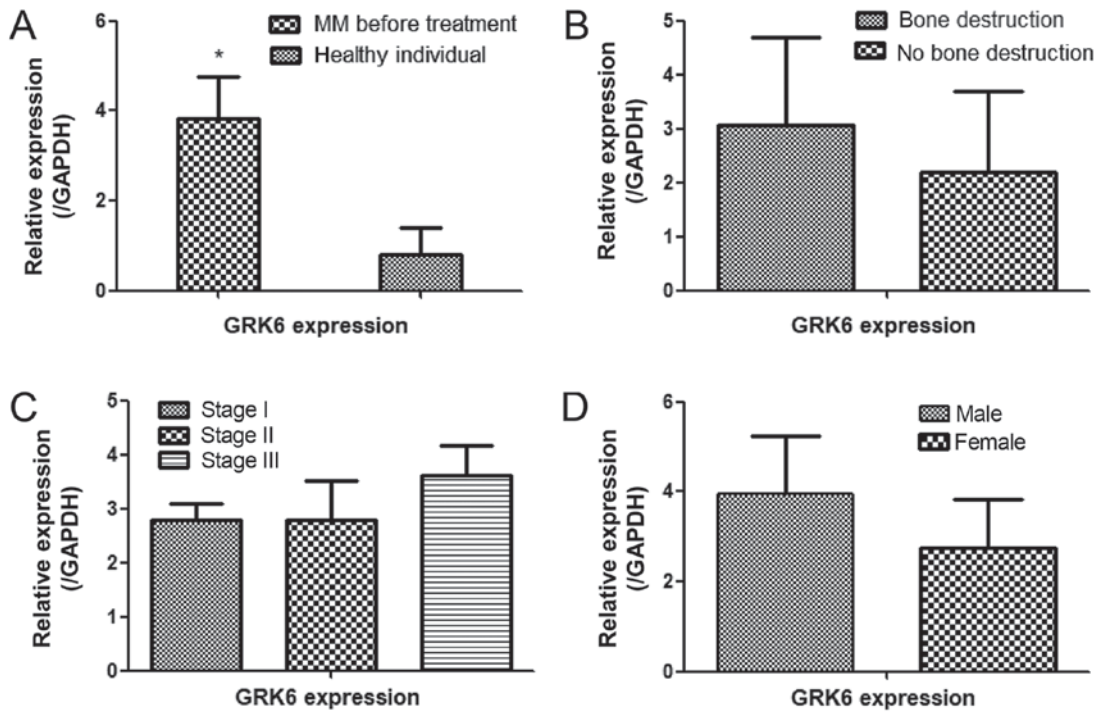 A
6
4
2
0
Relative expression
(/GAPDH)
*
MM before treatment
Healthy individual
GRK6 expression
B
5
4
3
2
1
0
Relative expression
(/GAPDH)
Bone destruction
No bone destruction
GRK6 expression
C
5
4
3
2
1
0
Relative expression
(/GAPDH)
Stage I
Stage II
Stage III
GRK6 expression
D
6
4
2
0
Relative expression
(/GAPDH)
Male
Female
GRK6 expression